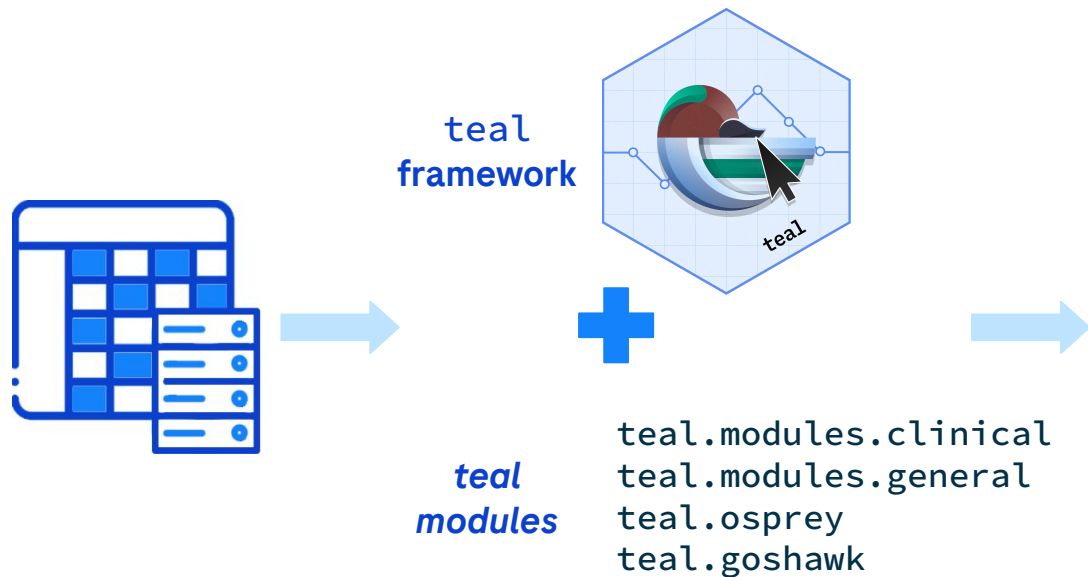 teal
framework
teal
teal
modules
teal.modules.clinical
teal.modules.general
teal.osprey
teal.goshawk